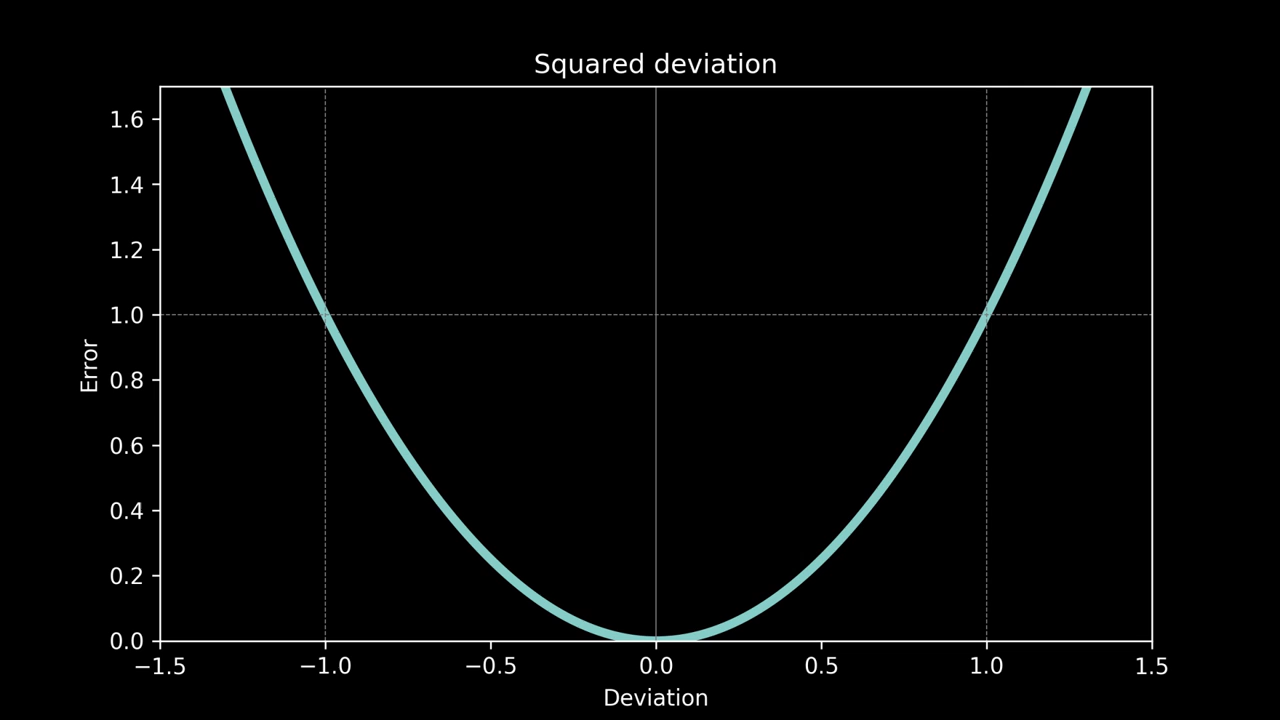 Squared deviation
1.6
1.4
1.2
1.0
0.8
0.6
0.4
0.2
0.0
Error
−1.5 −1.0 −0.5 0.0 0.5 1.0 1.5
Deviation